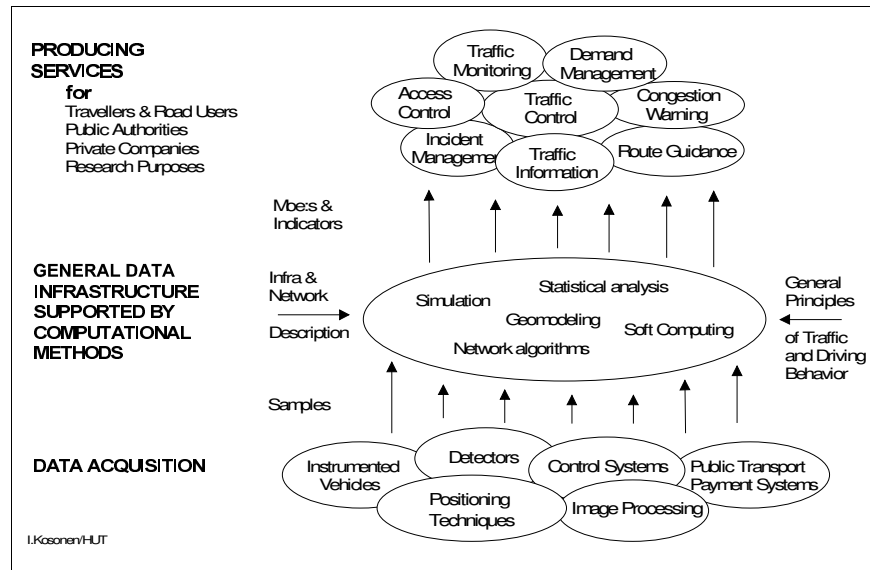 PRODUCING
SERVICES
for
Travellers & Road Users
Public Authorities
Private Companies
Research Purposes
Traffic
Monitoring
Demand
Management
Access
Control
Traffic
Control
Congestion
Warning
Incident
Managemen
Traffic
Information
Route Guidance
Mbe:s &
Indicators
GENERAL DATA
INFRASTRUCTURE
SUPPORTED BY
COMPUTATIONAL
METHODS
Infra &
Network
Description
Simulation
Statistical analysis
Geomodeling
Soft Computing
Network algorithms
General
Principles
of Traffic
and Driving
Behavior
Samples
DATA ACQUISITION
Instrumented
Vehicles
Detectors
Control Systems
Public Transport
Payment Systems
Positioning
Techniques
Image Processing
I.Kosonen/HUT